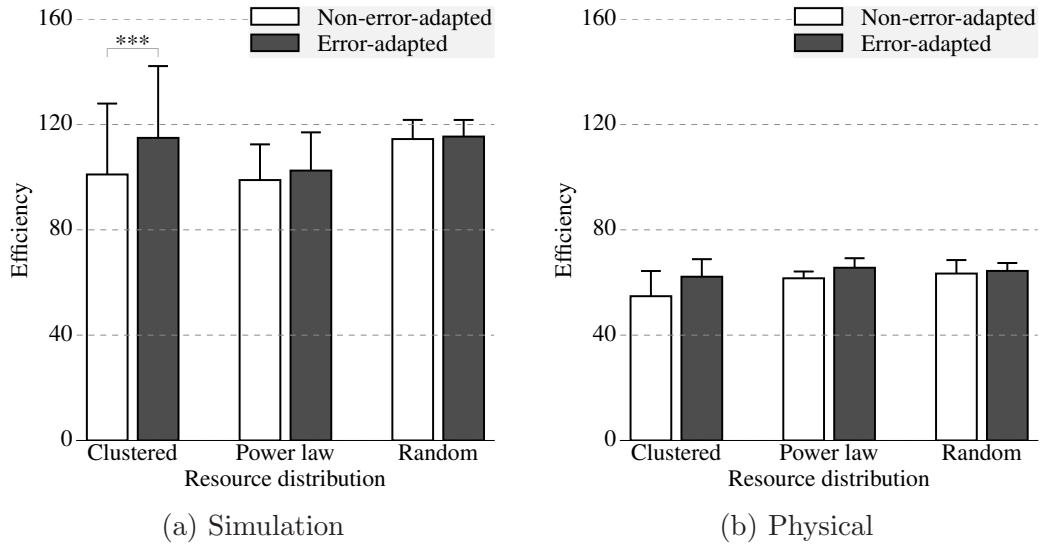 160
120
80
40
0
Efficiency
***
Non-error-adapted
Error-adapted
Clustered Power law Random
Resource distribution
(a) Simulation
160
120
80
40
0
Efficiency
Non-error-adapted
Error-adapted
Clustered Power law Random
Resource distribution
(b) Physical